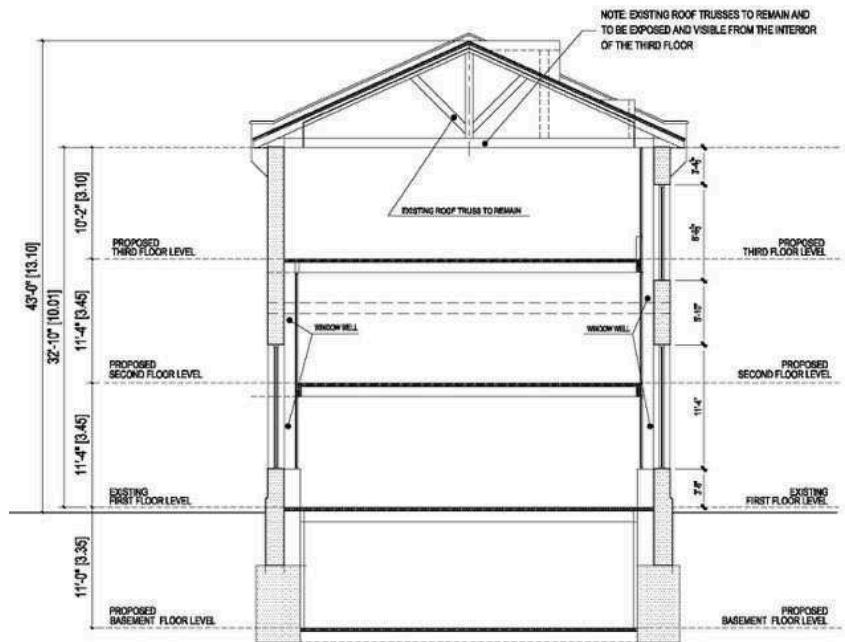 NOTE: EXISTING ROOF TRUSSES TO REMAIN AND
TO BE EXPOSED AND VISIBLE FROM THE INTERIOR
OF THE THIRD FLOOR
EXISTING ROOF TRUSS TO REMAIN
43'-0" [13.10]
32'-10" [10.01]
10'-2" [3.10]
11'-4" [3.45]
11'-4" [3.45]
11'-0" [3.35]
PROPOSED
THIRD FLOOR LEVEL
PROPOSED
THIRD FLOOR LEVEL
WINDOW WELL
WINDOW WELL
PROPOSED
SECOND FLOOR LEVEL
PROPOSED
SECOND FLOOR LEVEL
11'-4"
EXISTING
FIRST FLOOR LEVEL
EXISTING
FIRST FLOOR LEVEL
PROPOSED
BASEMENT FLOOR LEVEL
PROPOSED
BASEMENT FLOOR LEVEL